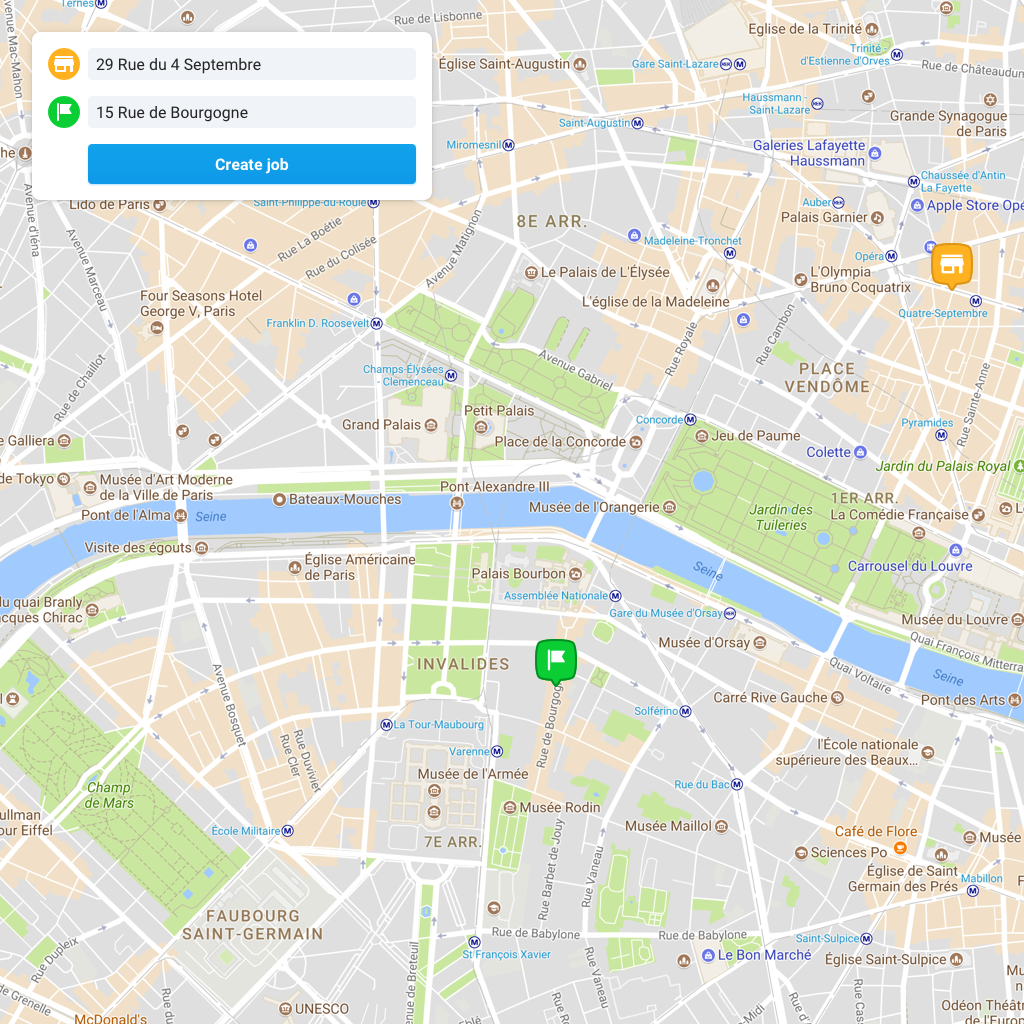 Ternes
Rue de Lisbonne
Avenue Mac-Mahon
Eglise de la Trinité
Trinité -
d'Estienne d'Orves
29 Rue du 4 Septembre
Église Saint-Augustin
Gare Saint-Lazare
Rue de Châteaudun
15 Rue de Bourgogne
Haussmann -
Saint-Lazare
Grande Synagogue
de Paris
Saint-Augustin
Create job
Miromesnil
Galeries Lafayette
Haussmann
Chaussée d'Antin
La Fayette
Avenue d'Iéna
Lido de Paris
Saint-Philippe-du-Roule
Auber
Apple Store Opé
Palais Garnier
8E ARR.
Rue La Boétie
Rue du Colisée
Avenue Matignon
Madeleine-Tronchet
Opéra
Avenue Marceau
Le Palais de L'Élysée
L'Olympia
Bruno Coquatrix
Four Seasons Hotel
George V, Paris
L'église de la Madeleine
Quatre-Septembre
Franklin D. Roosevelt
Rue Royale
Rue Cambon
Rue de Chaillot
Avenue Gabriel
Champs-Élysées
- Clemenceau
PLACE
VENDÔME
Rue Sainte-Anne
Petit Palais
Grand Palais
Concorde
Pyramides
e Galliera
Place de la Concorde
Jeu de Paume
Colette
Jardin du Palais Royal
de Tokyo
Musée d'Art Moderne
de la Ville de Paris
Pont Alexandre III
Bateaux-Mouches
1ER ARR.
Pont de l'Alma
Seine
Musée de l'Orangerie
Jardin des
Tuileries
La Comédie Française
Visite des égouts
Église Américaine
de Paris
Palais Bourbon
Seine
Carrousel du Louvre
Assemblée Nationale
du quai Branly
acques Chirac
Gare du Musée d'Orsay
Musée du Louvre
Musée d'Orsay
Quai François Mitterra
INVALIDES
Quai Voltaire
Seine
Avenue Bosquet
Rue de Bourgog
Carré Rive Gauche
Pont des Arts
Solférino
La Tour-Maubourg
Rue Cler
Rue Duvivier
Varenne
l'École nationale
supérieure des Beaux...
Musée de l'Armée
Champ
de Mars
Rue du Bac
ullman
our Eiffel
Musée Rodin
École Militaire
Musée Maillol
Café de Flore
Musée
7E ARR.
Rue Barbet de Jouy
Rue Vaneau
Sciences Po
Église de Saint
Germain des Prés
Mabillon
FAUBOURG
SAINT-GERMAIN
Rue de Babylone
Rue de Babylone
Saint-Sulpice
Rue Dupleix
St François Xavier
Le Bon Marché
Église Saint-Sulpice
Rue Vaneau
de Breteuil
UNESCO
McDonald's
Odéon Théât
de l'Europ